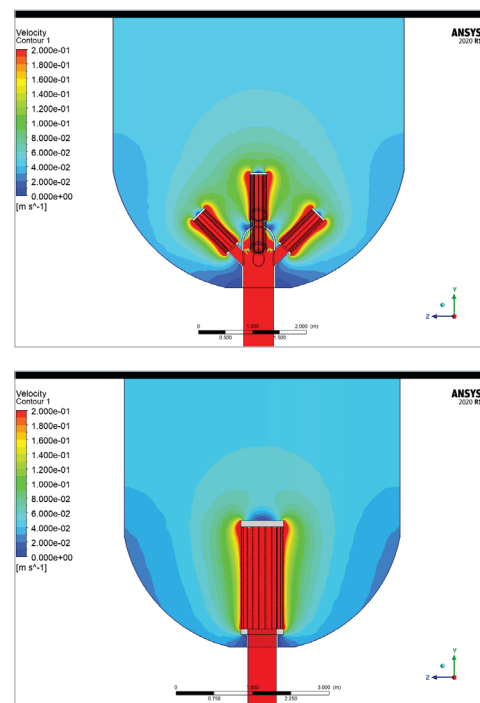 Velocity
Contour 1
ANSYS
2020 R1
2.000e-01
1.800e-01
1.600e-01
1.400e-01
1.200e-01
1.000e-01
8.000e-02
6.000e-02
4.000e-02
2.000e-02
0.000e+00
[m s^-1]
Y
Z
0
1.000
2.000 (m)
0.500
1.500
Velocity
Contour 1
ANSYS
2020 R1
2.000e-01
1.800e-01
1.600e-01
1.400e-01
1.200e-01
1.000e-01
8.000e-02
6.000e-02
4.000e-02
2.000e-02
0.000e+00
[m s^-1]
Y
Z
0
3.000 (m)
0.750
2.250